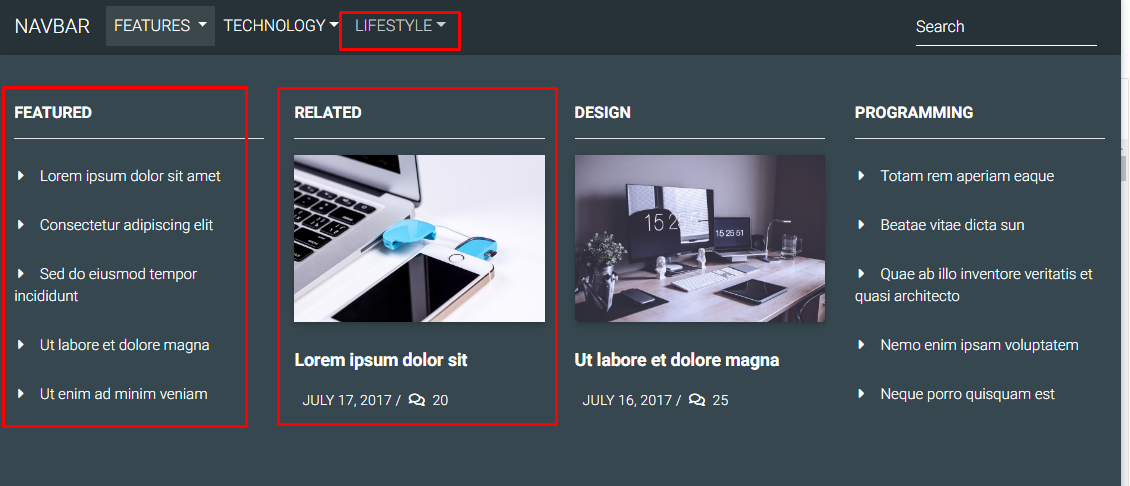 NAVBAR FEATURES TECHNOLOGY LIFESTYLE Search
FEATURED
Lorem ipsum dolor sit amet
Consectetur adipiscing elit
Sed do eiusmod tempor
incididunt
Ut labore et dolore magna
Ut enim ad minim veniam
RELATED
Lorem ipsum dolor sit
JULY 17, 2017 / 20
DESIGN
15 25 51
15 25 51
Ut labore et dolore magna
JULY 16, 2017 / 25
PROGRAMMING
Totam rem aperiam eaque
Beatae vitae dicta sun
Quae ab illo inventore veritatis et
quasi architecto
Nemo enim ipsam voluptatem
Neque porro quisquam est